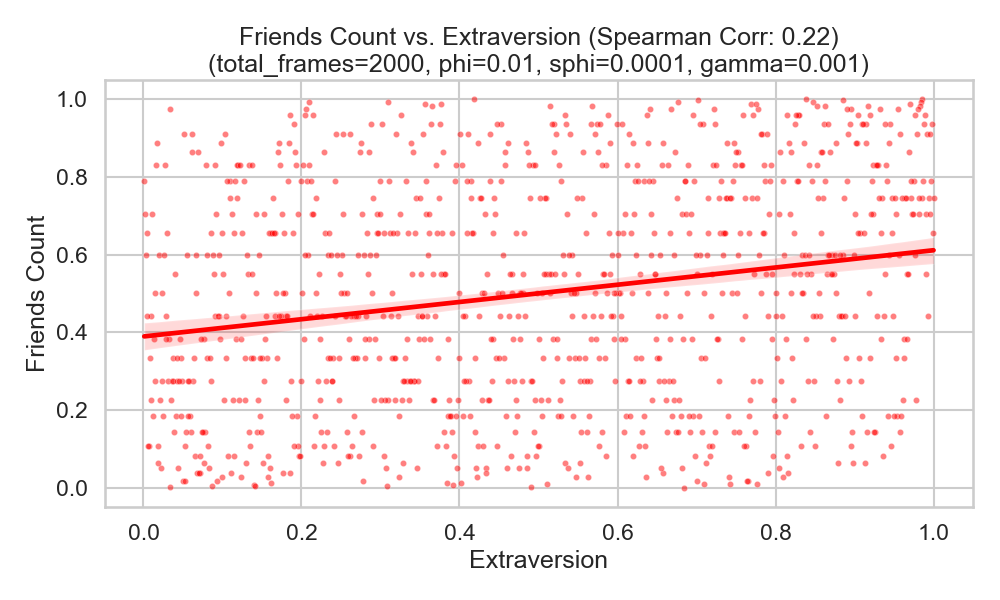 Friends Count vs. Extraversion (Spearman Corr: 0.22)
(total_frames=2000, phi=0.01, sphi=0.0001, gamma=0.001)
Friends Count
1.0
0.8
0.6
0.4
0.2
0.0
0.0 0.2 0.4 0.6 0.8 1.0
Extraversion